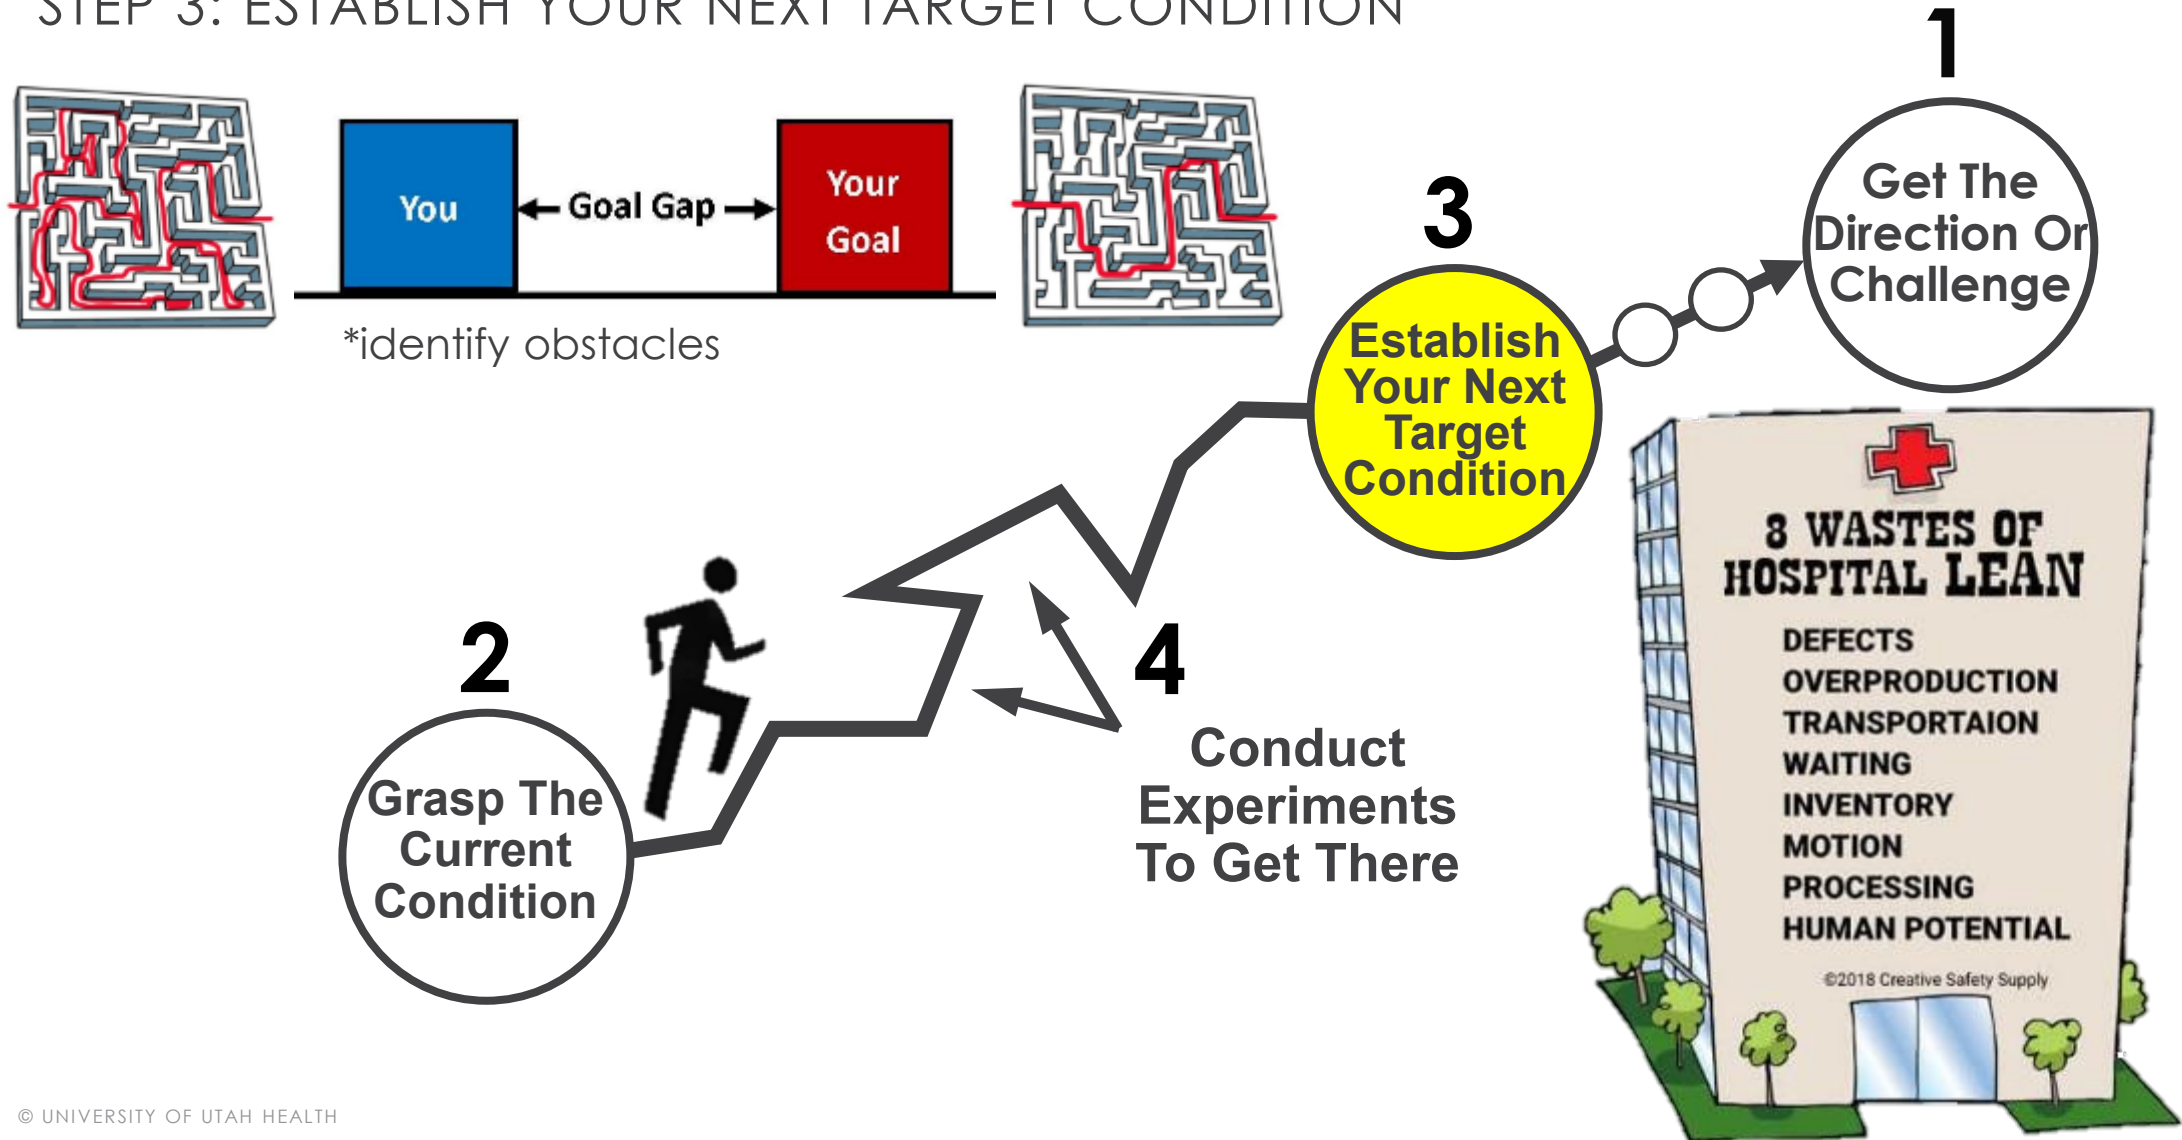 STEP 3: ESTABLISH YOUR NEXT TARGET CONDITION
You
Goal Gap
Your
Goal
*identify obstacles
1
Get The
Direction Or
Challenge
3
Establish
Your Next
Target
Condition
2
Grasp The
Current
Condition
4
Conduct
Experiments
To Get There
8 WASTES OF
HOSPITAL LEAN
DEFECTS
OVERPRODUCTION
TRANSPORTAION
WAITING
INVENTORY
MOTION
PROCESSING
HUMAN POTENTIAL
©2018 Creative Safety Supply
© UNIVERSITY OF UTAH HEALTH